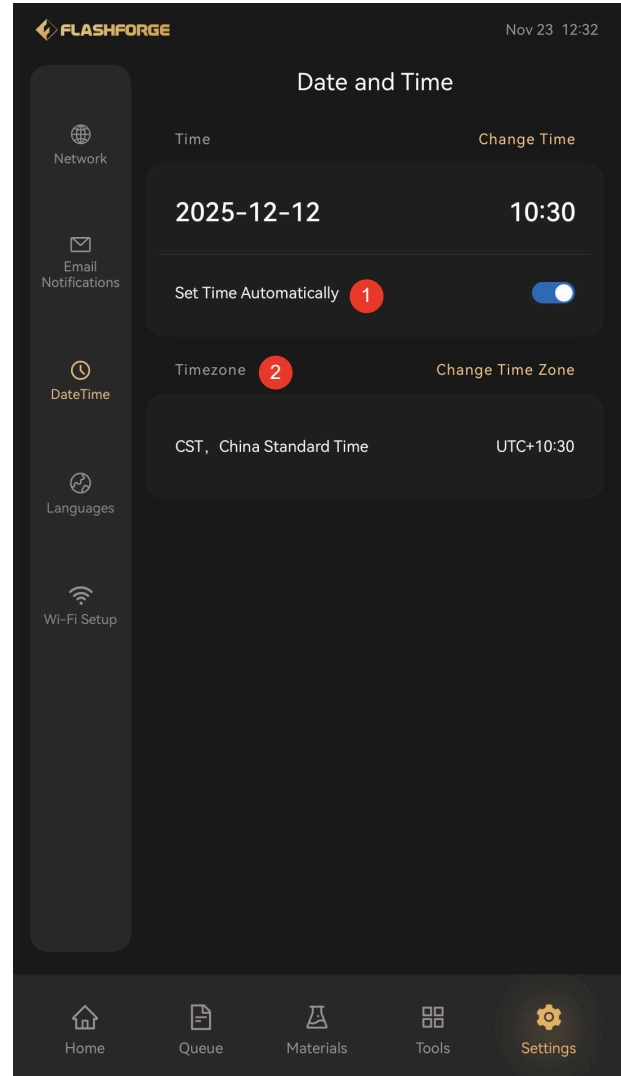 FLASHFORGE
Nov 23 12:32
Date and Time
Time
Change Time
2025-12-12
10:30
Set Time Automatically
1
Timezone
2
Change Time Zone
CST，China Standard Time
UTC+10:30
Network
Email
Notifications
DateTime
Languages
Wi-Fi Setup
Home
Queue
Materials
Tools
Settings